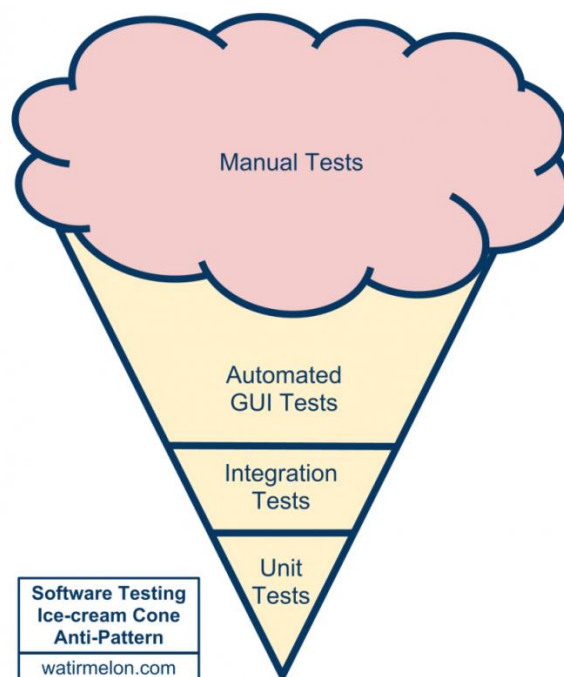 Manual Tests
Automated
GUI Tests
Integration
Tests
Unit
Tests
Software Testing
Ice-cream Cone
Anti-Pattern
watirmelon.com